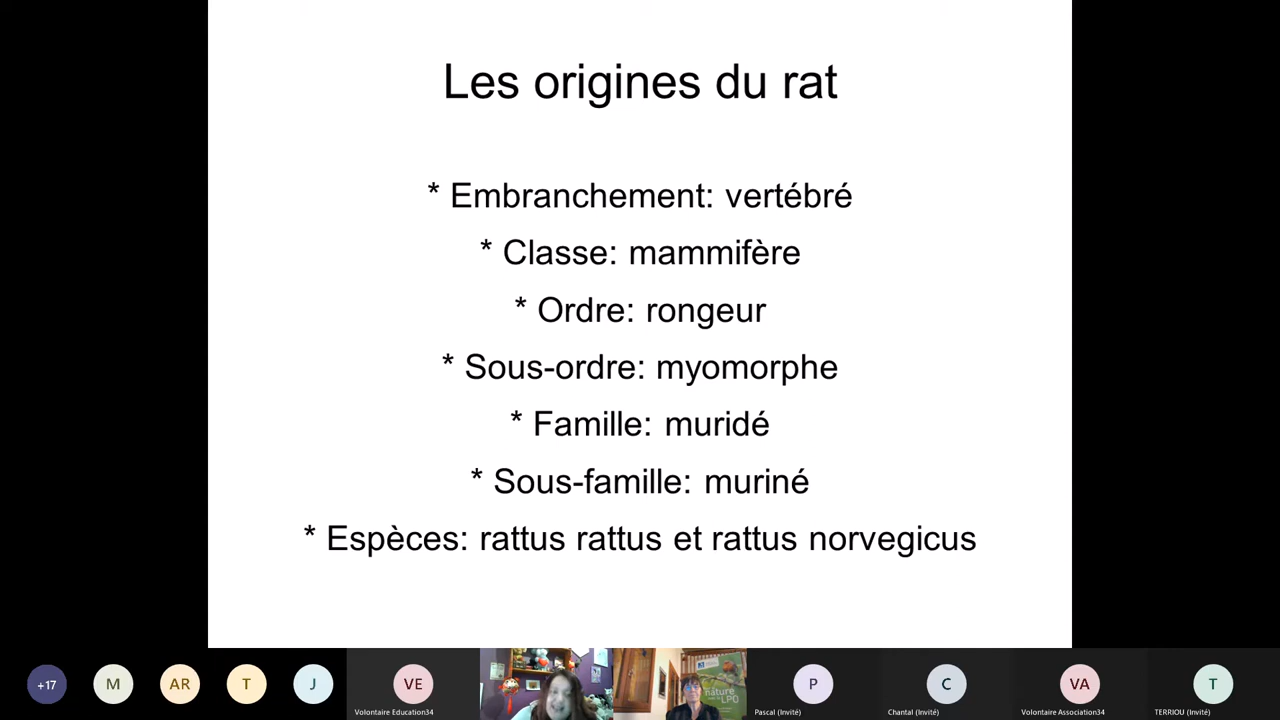 Les origines du rat
* Embranchement: vertébré
* Classe: mammifère
* Ordre: rongeur
* Sous-ordre: myomorphe
* Famille: muridé
* Sous-famille: muriné
* Espèces: rattus rattus et rattus norvegicus
+17
M
AR
T
J
VE
Volontaire Education34
nature
LPO
P
Pascal (Invité)
C
Chantal (Invité)
VA
Volontaire Association34
T
TERRIOU (Invité)